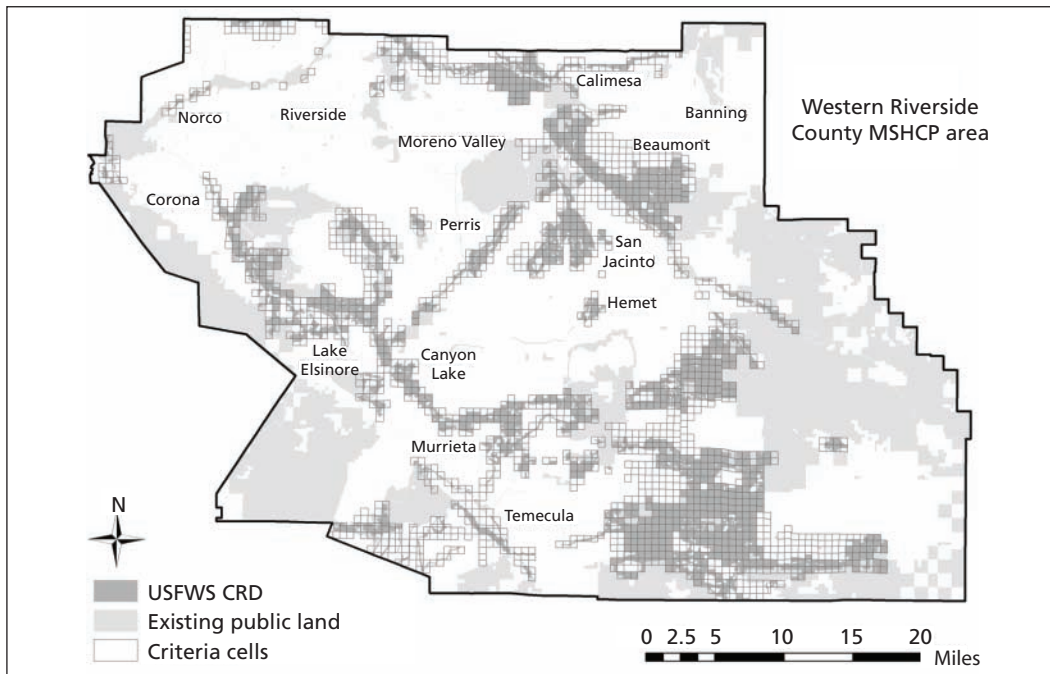 Calimesa
Western Riverside
County MSHCP area
Norco
Riverside
Banning
Moreno Valley
Beaumont
Corona
Perris
San
Jacinto
Hemet
Lake
Elsinore
Canyon
Lake
Murrieta
Temecula
N
USFWS CRD
Existing public land
Criteria cells
0 2.5 5 10 15 20
Miles